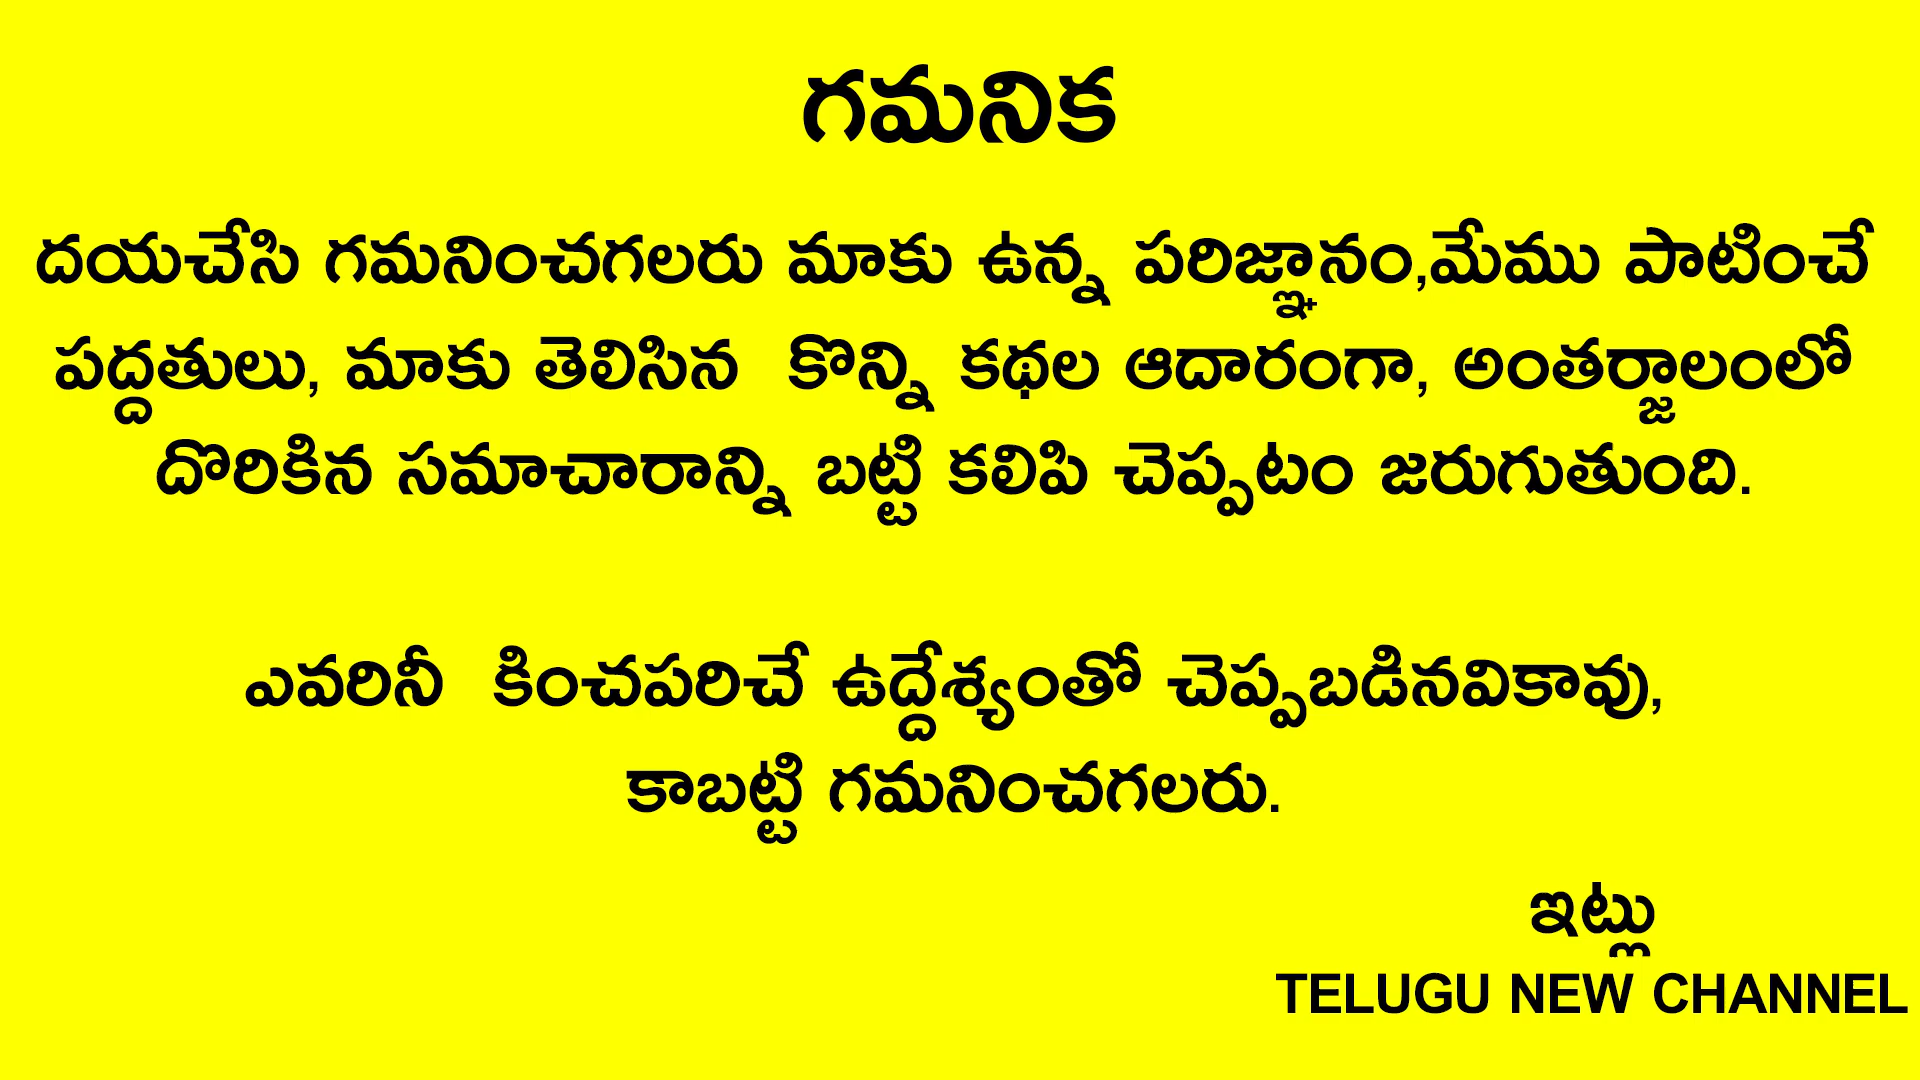 గమనిక
దయచేసి గమనించగలరు మాకు ఉన్న పరిజ్ఞానం,మేము పాటించే
పద్దతులు, మాకు తెలిసిన కొన్ని కథల ఆదారంగా, అంతర్జాలంలో
దొరికిన సమాచారాన్ని బట్టి కలిపి చెప్పటం జరుగుతుంది.
ఎవరినీ కించపరిచే ఉద్దేశ్యంతో చెప్పబడినవికావు,
కాబట్టి గమనించగలరు.
ఇట్లు
TELUGU NEW CHANNEL